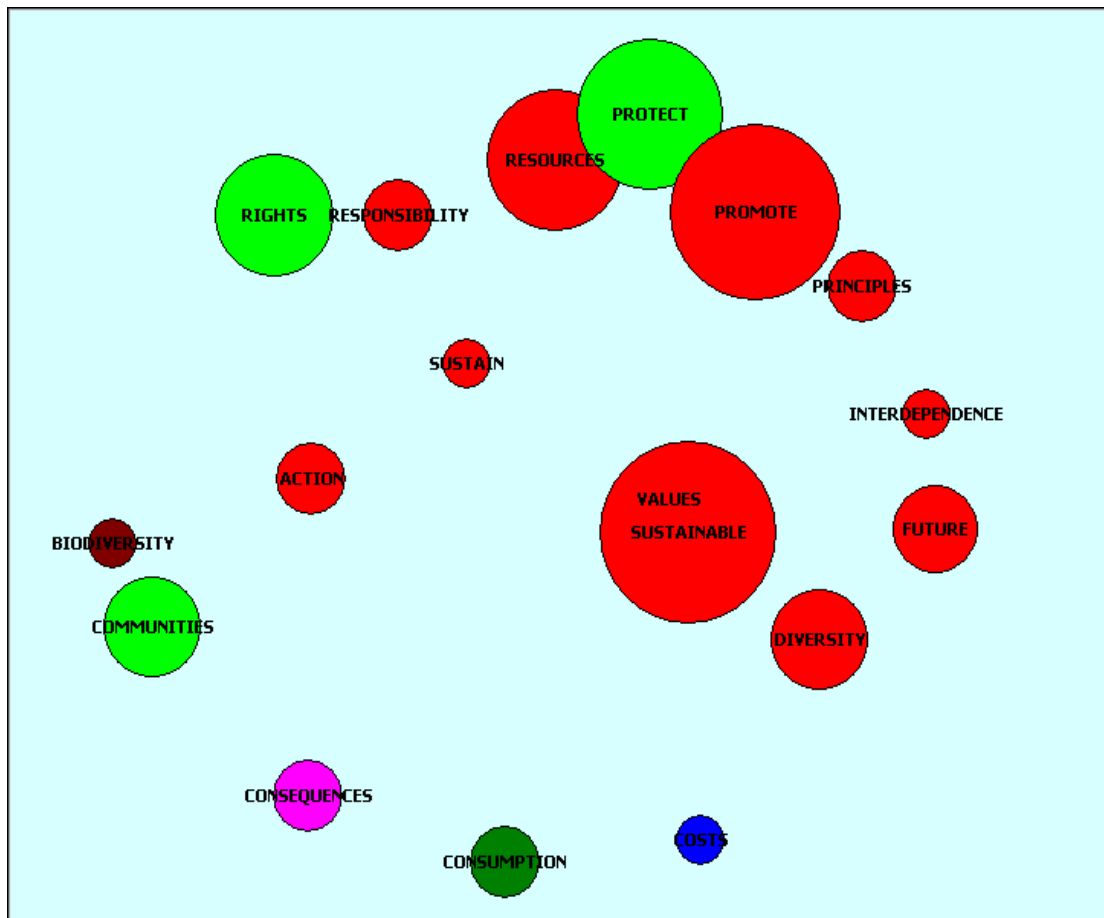 PROTECT
RESOURCES
PROMOTE
RIGHTS
RESPONSIBILITY
PRINCIPLES
SUSTAIN
INTERDEPENDENCE
ACTION
VALUES
SUSTAINABLE
FUTURE
BIODIVERSITY
COMMUNITIES
DIVERSITY
CONSEQUENCES
COSTS
CONSUMPTION